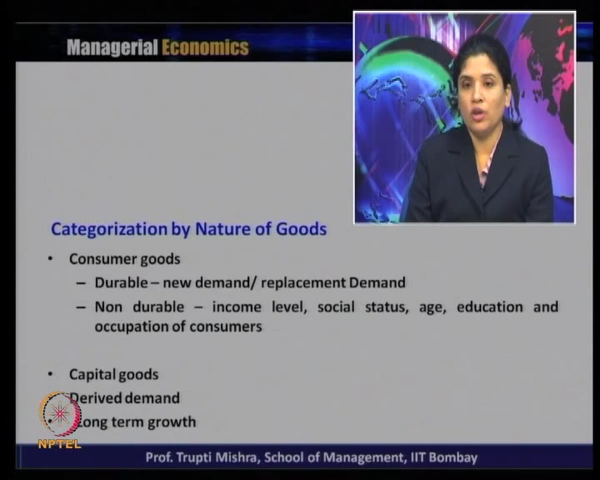 Managerial Economics
Categorization by Nature of Goods
• Consumer goods
– Durable – new demand/ replacement Demand
– Non durable – income level, social status, age, education and
occupation of consumers
• Capital goods
Derived demand
Long term growth
NPTEL
Prof. Trupti Mishra, School of Management, IIT Bombay